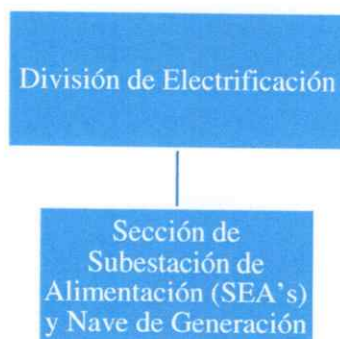 División de Electrificación
Sección de
Subestación de
Alimentación (SEA's)
y Nave de Generación